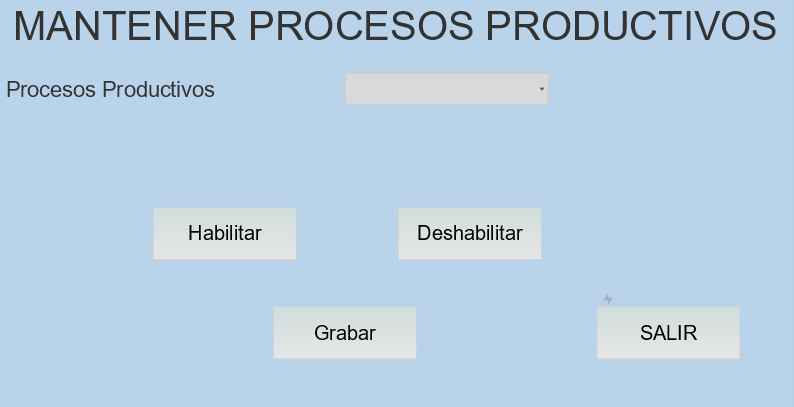 MANTENER PROCESOS PRODUCTIVOS
Procesos Productivos
Habilitar
Deshabilitar
Grabar
SALIR